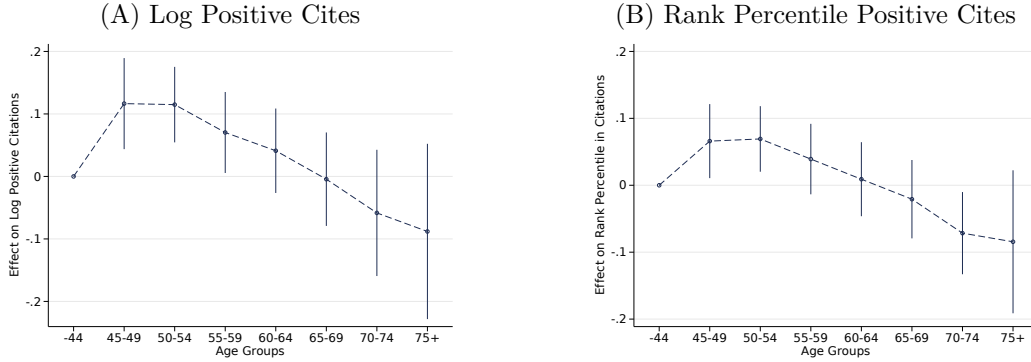 (A) Log Positive Cites
Effect on Log Positive Citations
.2
.1
0
-.1
-.2
-44 45-49 50-54 55-59 60-64 65-69 70-74 75+
Age Groups
(B) Rank Percentile Positive Cites
Effect on Rank Percentile in Citations
.2
.1
0
-.1
-.2
-44 45-49 50-54 55-59 60-64 65-69 70-74 75+
Age Groups